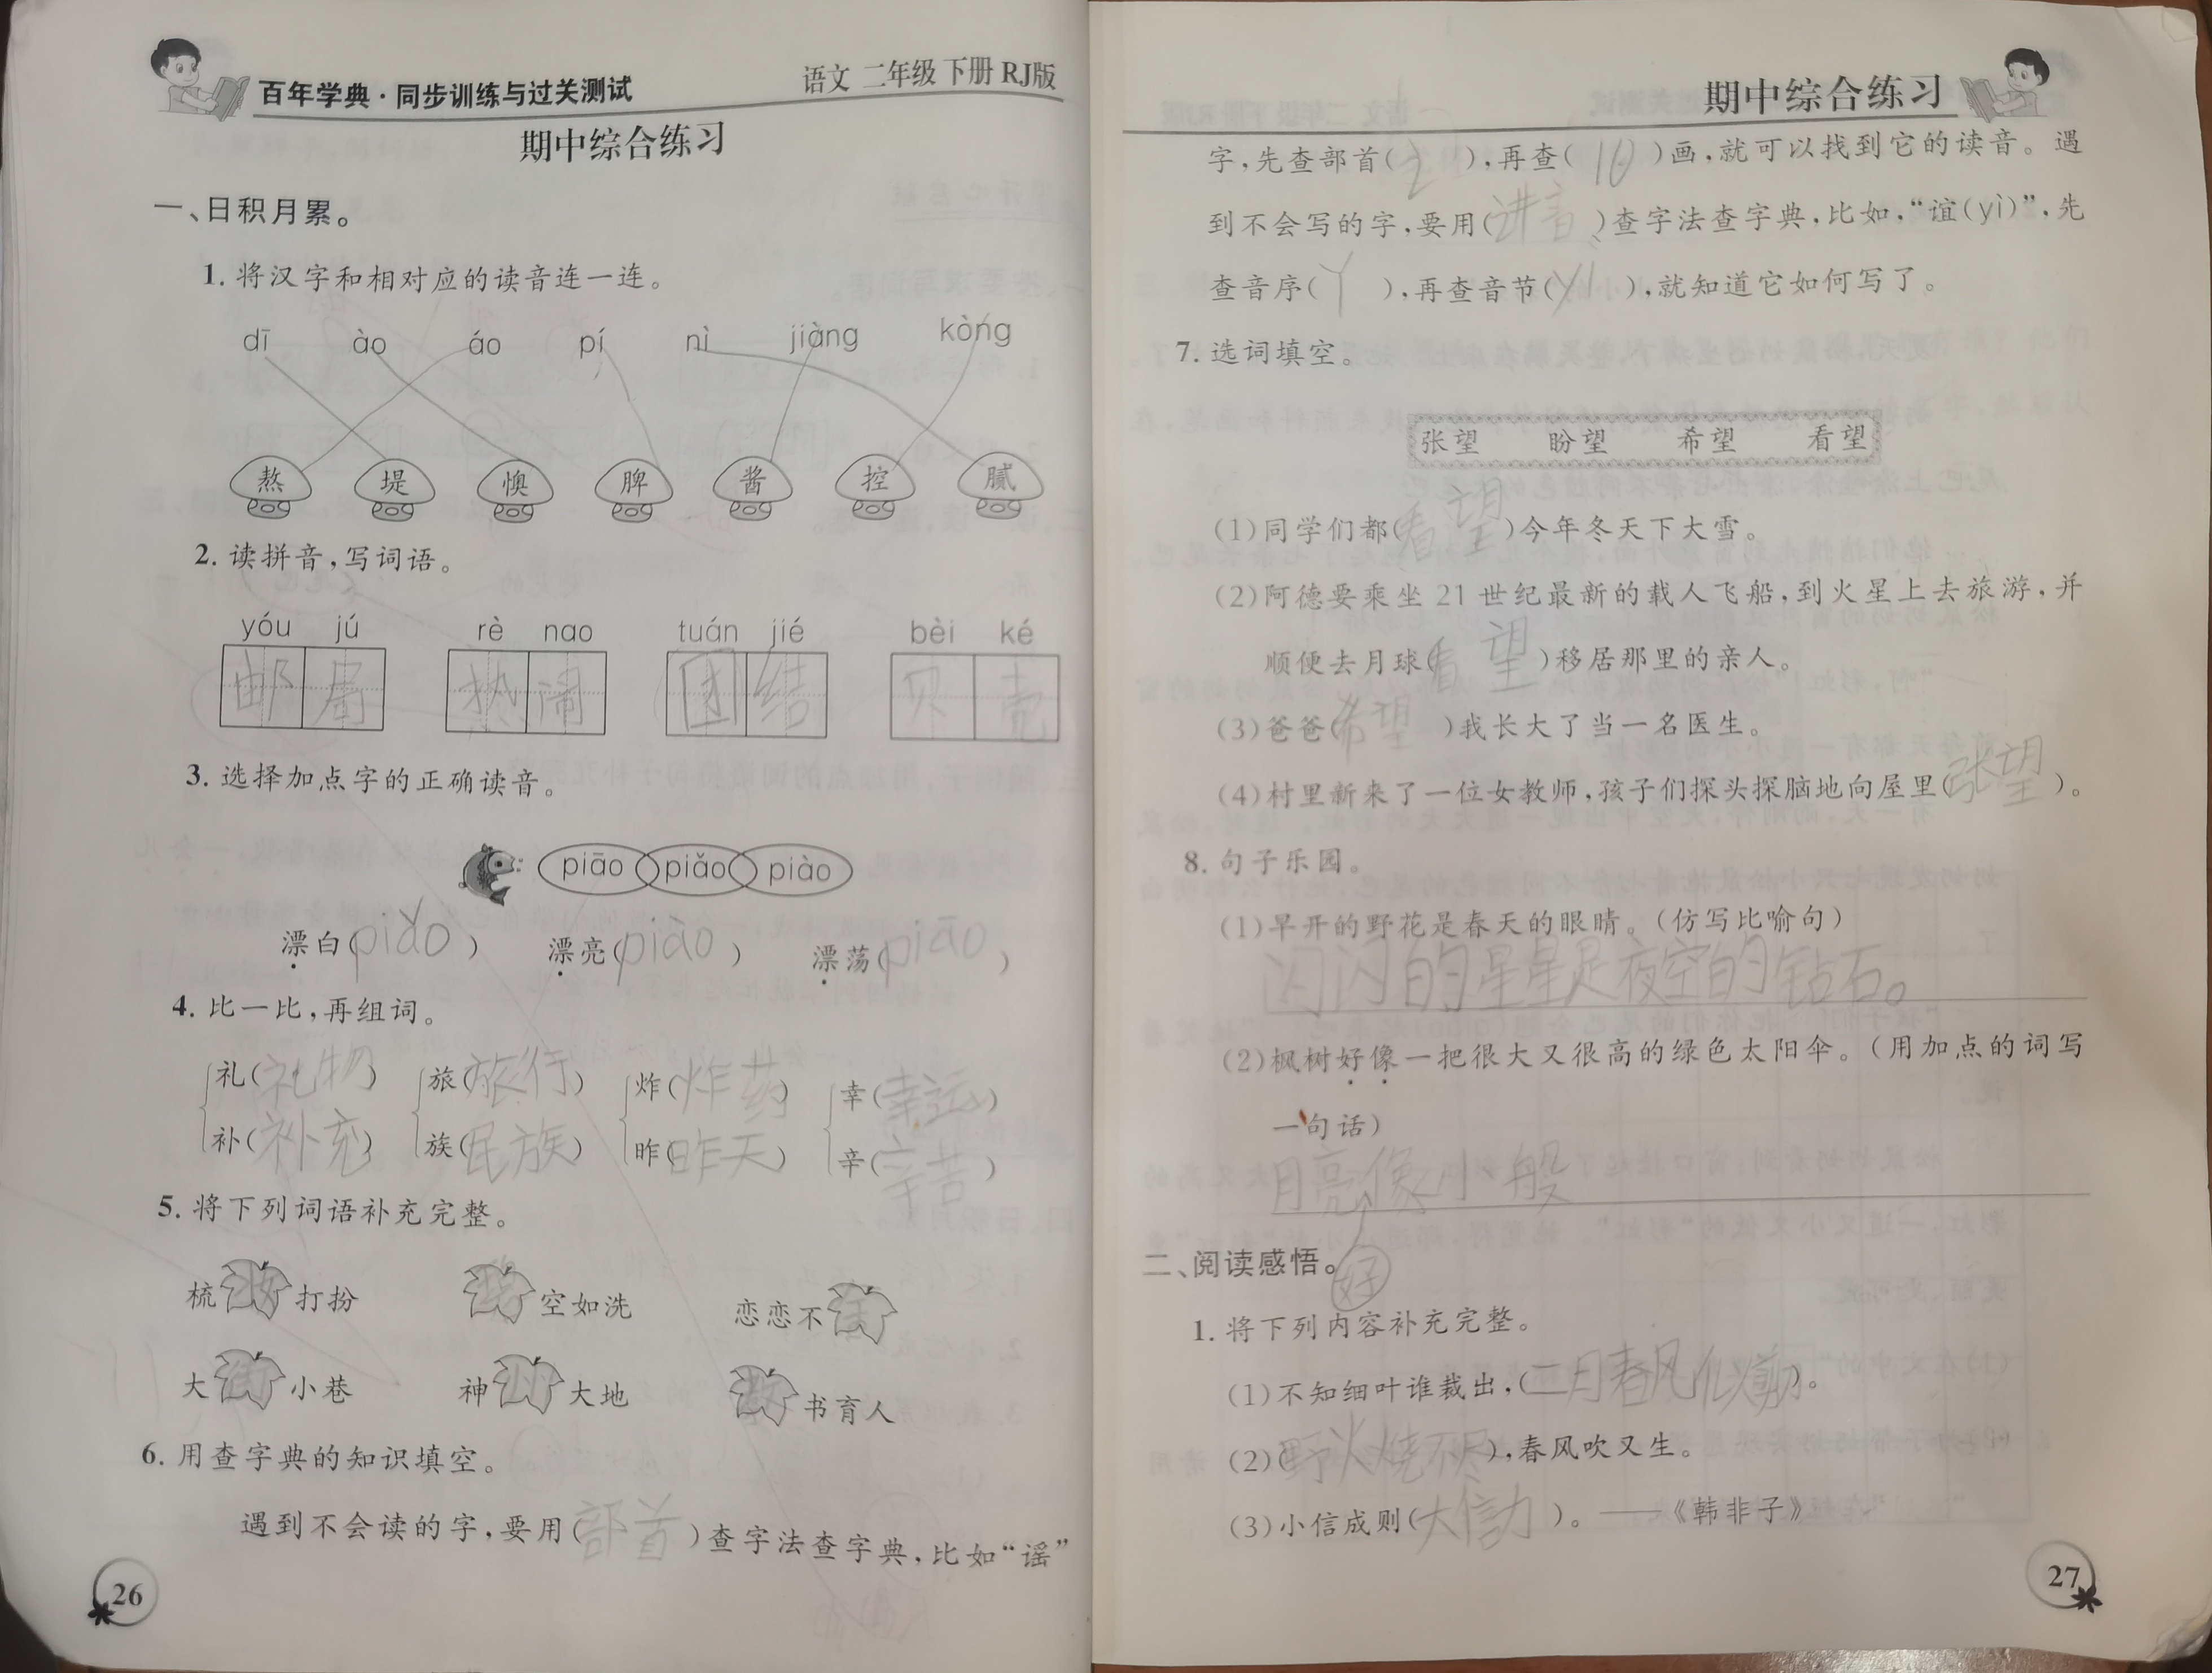 百年学典·同步训练与过关测试
语文 二年级 下册 RJ版
期中综合练习
一、日积月累。
1. 将汉字和相对应的读音连一连。
dī ào áo pí nì jiàng kòng
熬 堤 懊 脾 酱 控 腻
2. 读拼音,写词语。
yóu jú rè nao tuán jié bèi ké
邮局 热闹 团结 贝壳
3. 选择加点字的正确读音。
piāo piǎo piào
漂白(piǎo) 漂亮(piào) 漂荡(piāo)
4. 比一比,再组词。
礼(礼物) 旅(旅行) 炸(炸药) 幸(幸运)
补(补充) 族(民族) 昨(昨天) 辛(辛苦)
5. 将下列词语补充完整。
梳妆打扮 空如洗 恋恋不
大街小巷 神州大地 教书育人
6. 用查字典的知识填空。
遇到不会读的字,要用(部首)查字法查字典,比如“谣”
26
期中综合练习
字,先查部首(讠),再查(10)画,就可以找到它的读音。遇
到不会写的字,要用(音)查字法查字典,比如,“谊(yì)”,先
查音序(Y),再查音节(yi),就知道它如何写了。
7. 选词填空。
张望 盼望 希望 看望
(1)同学们都(看望)今年冬天下大雪。
(2)阿德要乘坐 21 世纪最新的载人飞船,到火星上去旅游,并
顺便去月球(看望)移居那里的亲人。
(3)爸爸(希望)我长大了当一名医生。
(4)村里新来了一位女教师,孩子们探头探脑地向屋里(张望)。
8. 句子乐园。
(1)早开的野花是春天的眼睛。(仿写比喻句)
闪闪的星星是夜空的钻石。
(2)枫树好像一把很大又很高的绿色太阳伞。(用加点的词写
一句话)
月亮像小船
好
二、阅读感悟。
1. 将下列内容补充完整。
(1)不知细叶谁裁出,(二月春风似剪刀)。
(2)(野火烧不尽),春风吹又生。
(3)小信成则(大信力)。——《韩非子》
27